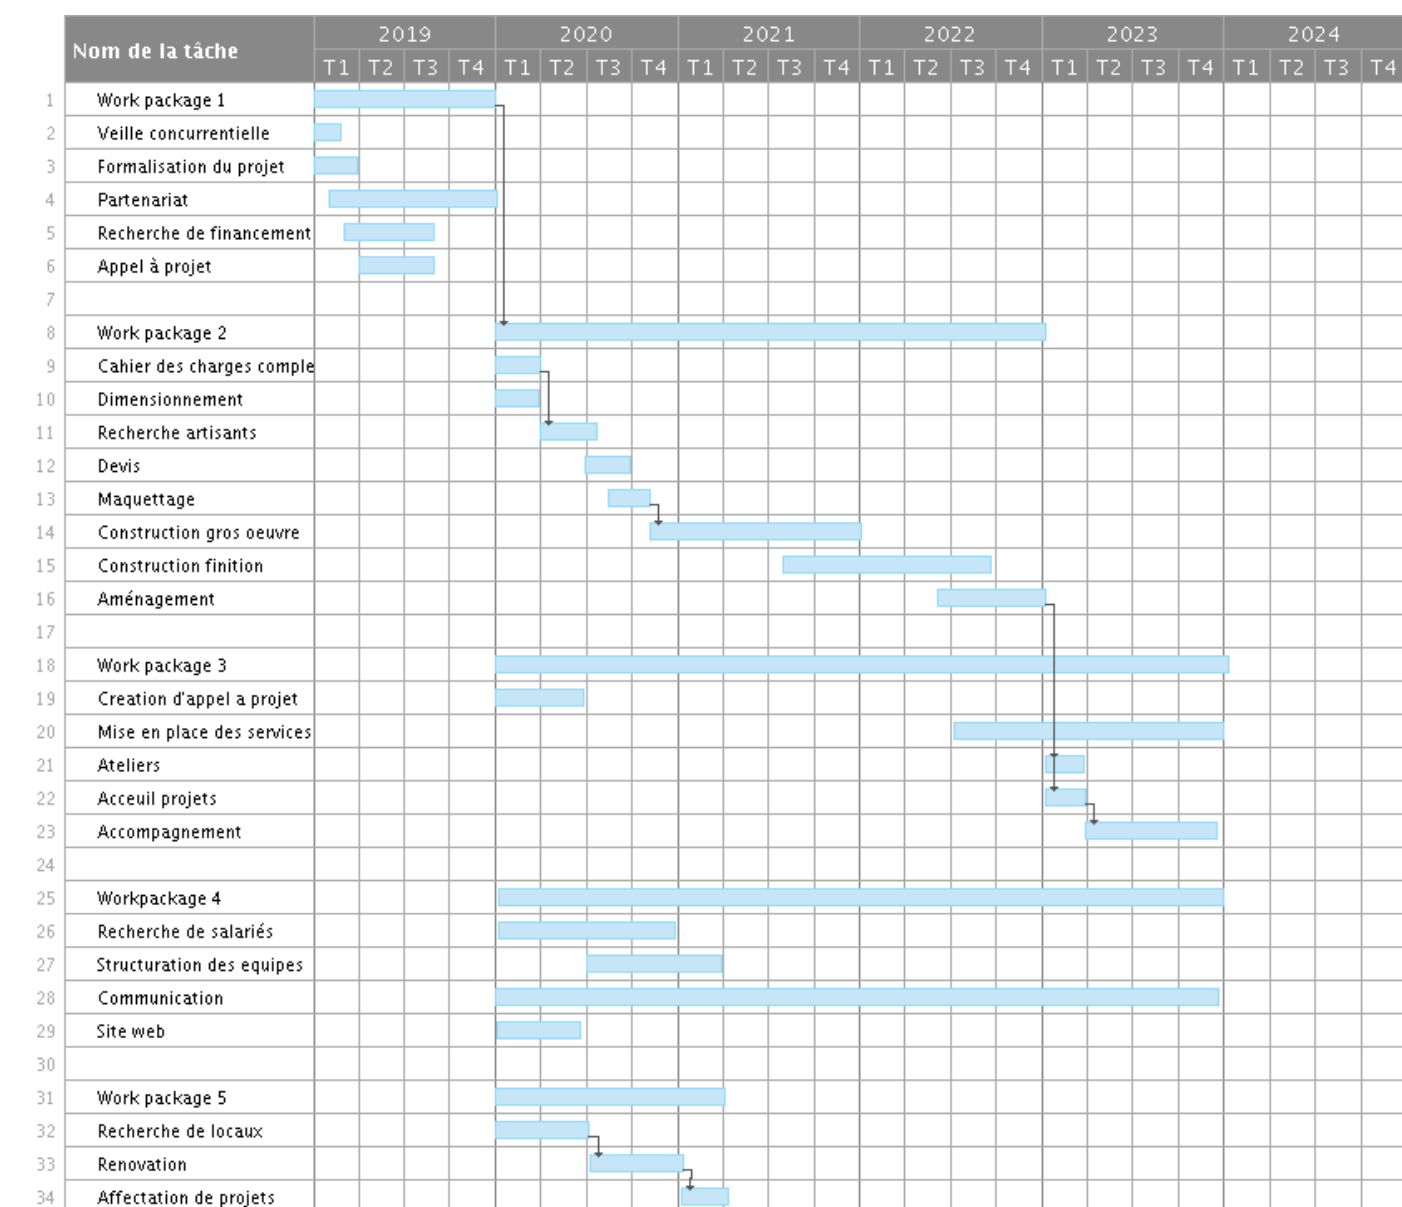 Nom de la tâche 2019 2020 2021 2022 2023 2024
T1 T2 T3 T4 T1 T2 T3 T4 T1 T2 T3 T4 T1 T2 T3 T4 T1 T2 T3 T4 T1 T2 T3 T4
1 Work package 1
2 Veille concurrentielle
3 Formalisation du projet
4 Partenariat
5 Recherche de financement
6 Appel à projet
7
8 Work package 2
9 Cahier des charges comple
10 Dimensionnement
11 Recherche artisants
12 Devis
13 Maquettage
14 Construction gros oeuvre
15 Construction finition
16 Aménagement
17
18 Work package 3
19 Creation d'appel a projet
20 Mise en place des services
21 Ateliers
22 Acceuil projets
23 Accompagnement
24
25 Workpackage 4
26 Recherche de salariés
27 Structuration des equipes
28 Communication
29 Site web
30
31 Work package 5
32 Recherche de locaux
33 Renovation
34 Affectation de projets